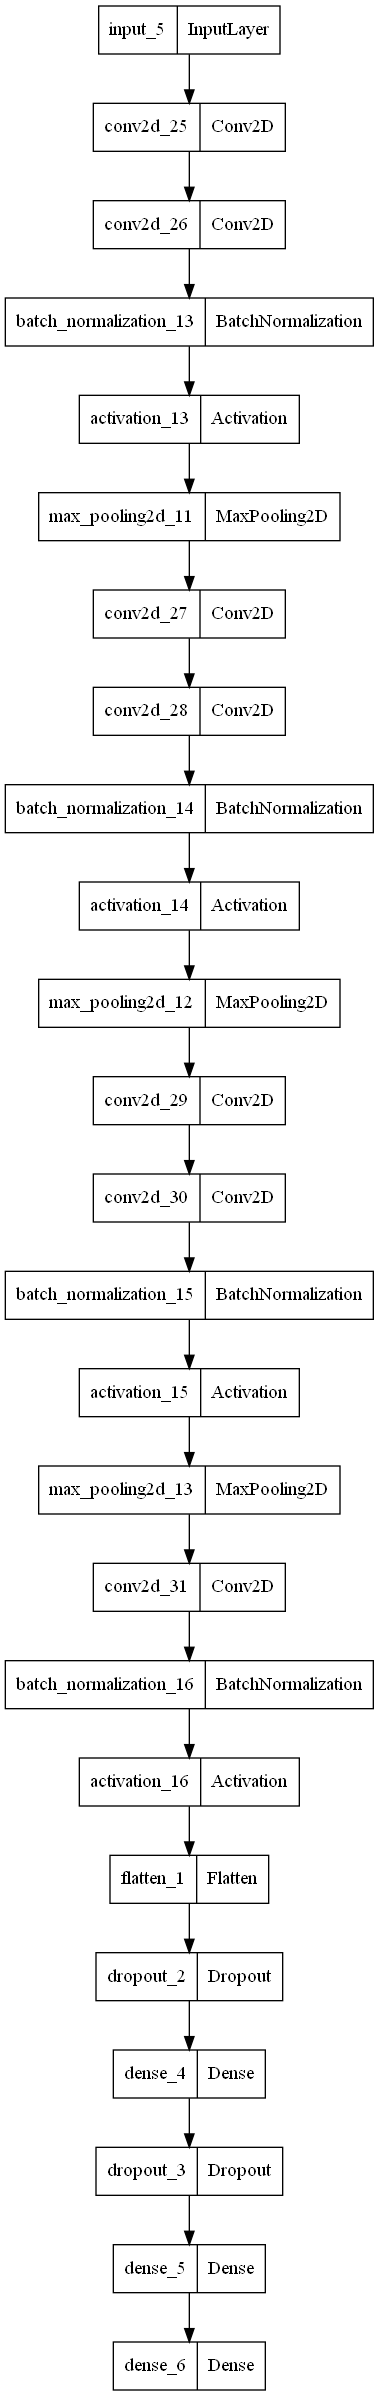 input_5 InputLayer
conv2d_25 Conv2D
conv2d_26 Conv2D
batch_normalization_13 BatchNormalization
activation_13 Activation
max_pooling2d_11 MaxPooling2D
conv2d_27 Conv2D
conv2d_28 Conv2D
batch_normalization_14 BatchNormalization
activation_14 Activation
max_pooling2d_12 MaxPooling2D
conv2d_29 Conv2D
conv2d_30 Conv2D
batch_normalization_15 BatchNormalization
activation_15 Activation
max_pooling2d_13 MaxPooling2D
conv2d_31 Conv2D
batch_normalization_16 BatchNormalization
activation_16 Activation
flatten_1 Flatten
dropout_2 Dropout
dense_4 Dense
dropout_3 Dropout
dense_5 Dense
dense_6 Dense